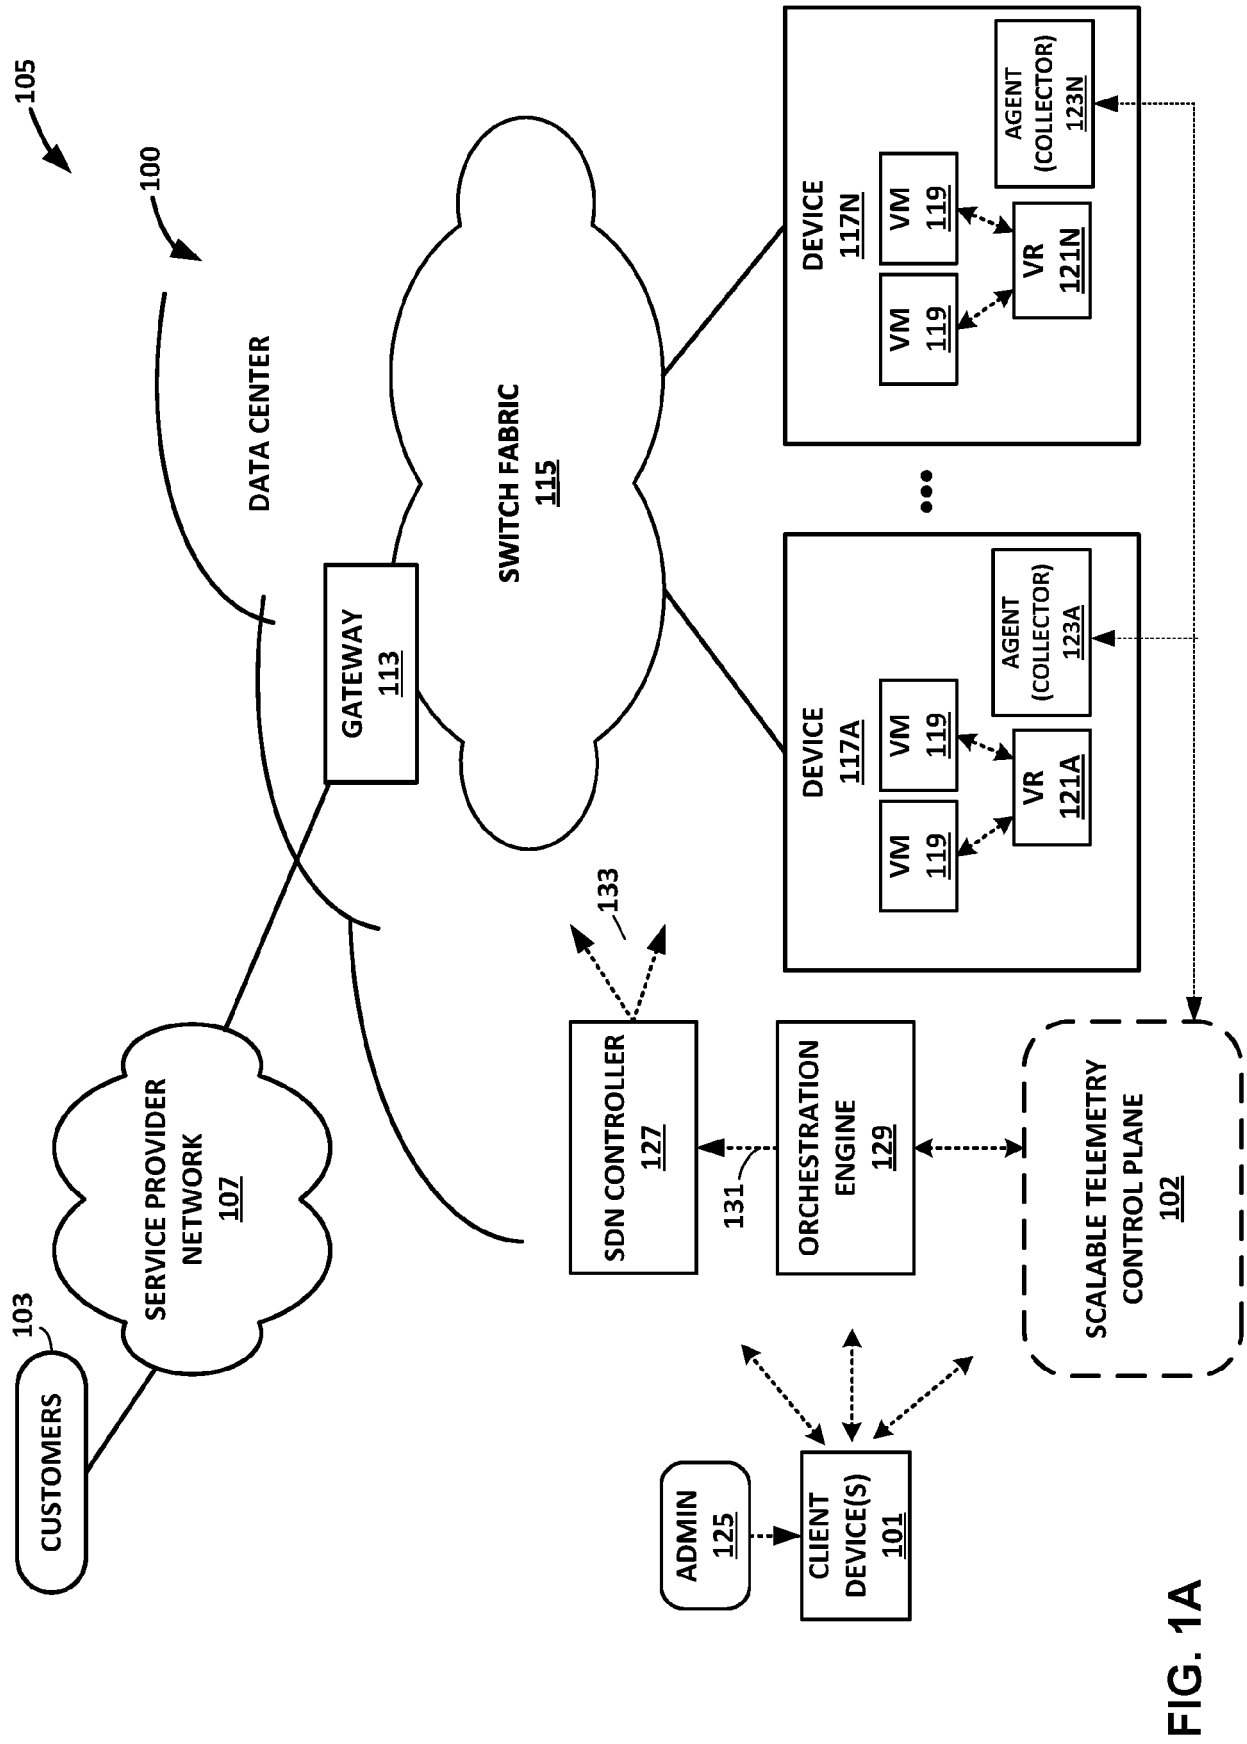 105
100
CUSTOMERS
103
SERVICE PROVIDER
NETWORK
107
DATA CENTER
GATEWAY
113
SWITCH FABRIC
115
133
SDN CONTROLLER
127
131
ORCHESTRATION
ENGINE
129
ADMIN
125
CLIENT
DEVICE(S)
101
SCALABLE TELEMETRY
CONTROL PLANE
102
DEVICE
117A
VM
119
VM
119
VR
121A
AGENT
(COLLECTOR)
123A
•••
DEVICE
117N
VM
119
VM
119
VR
121N
AGENT
(COLLECTOR)
123N
FIG. 1A